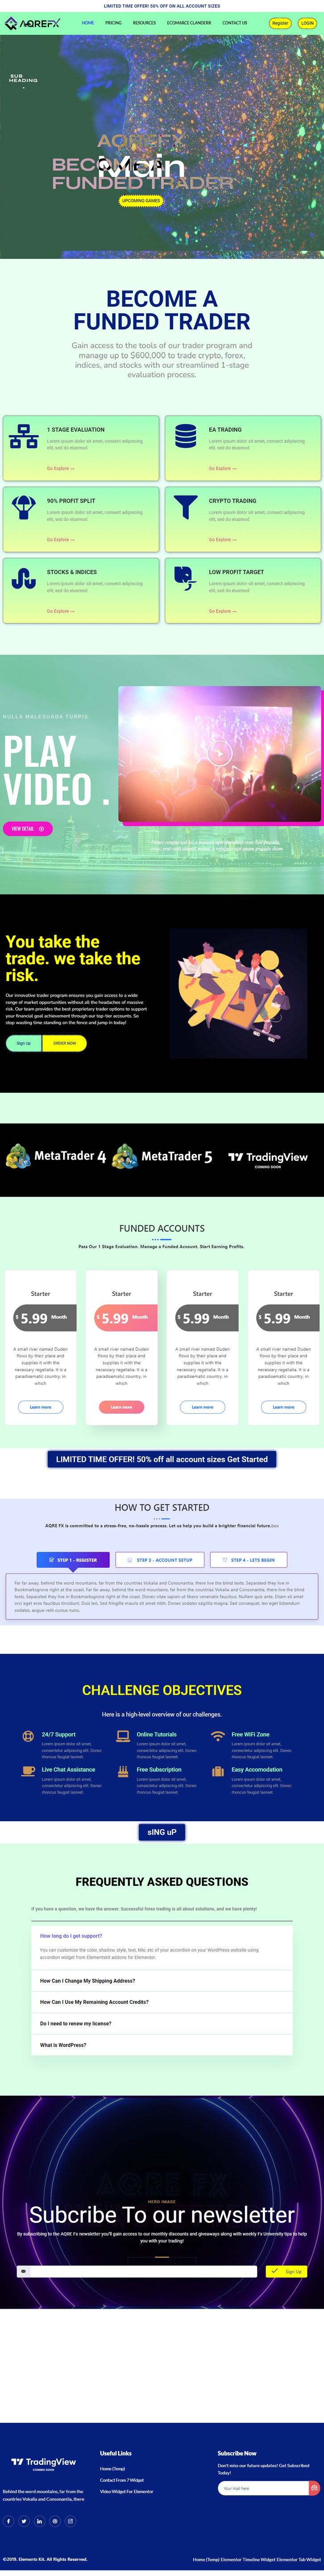 LIMITED TIME OFFER! 50% OFF ON ALL ACCOUNT SIZES
AQREFX
HOME PRICING RESOURCES ECOMARCE CLANDERR CONTACT US Register LOGIN
SUB
HEADING
AQREFX
BECOME A
Main
FUNDED TRADER
UPCOMING GAMES
BECOME A
FUNDED TRADER
Gain access to the tools of our trader program and
manage up to $600,000 to trade crypto, forex,
indices, and stocks with our streamlined 1-stage
evaluation process.
1 STAGE EVALUATION
Lorem ipsum dolor sit amet, consect adipiscing
elit, sed do eiusmod
Go Explore
EA TRADING
Lorem ipsum dolor sit amet, consect adipiscing
elit, sed do eiusmod
Go Explore
90% PROFIT SPLIT
Lorem ipsum dolor sit amet, consect adipiscing
elit, sed do eiusmod
Go Explore
CRYPTO TRADING
Lorem ipsum dolor sit amet, consect adipiscing
elit, sed do eiusmod
Go Explore
STOCKS & INDICES
Lorem ipsum dolor sit amet, consect adipiscing
elit, sed do eiusmod
Go Explore
LOW PROFIT TARGET
Lorem ipsum dolor sit amet, consect adipiscing
elit, sed do eiusmod
Go Explore
NULLA MALESUADA TURPIS.
PLAY
VIDEO .
VIEW DETAIL
You take the
trade. we take the
risk.
Our innovative trader program ensures you gain access to a wide
range of market opportunities without all the headaches of massive
risk. Our team provides the best proprietary trader options to support
your financial goal achievement through our top-tier services. So
stop wasting time standing on the fence and jump in today!
Sign Up ORDER NOW
MetaTrader 4 MetaTrader 5 TradingView
COMING SOON
FUNDED ACCOUNTS
Pass Our 1 Stage Evaluation. Manage a Funded Account. Start Earning Profits.
Starter
$ 5.99 Month
A small river named Duden
flows by their place and
supplies it with the
necessary regelialia. It is a
paradisematic country, in
which
Learn more
Starter
$ 5.99 Month
A small river named Duden
flows by their place and
supplies it with the
necessary regelialia. It is a
paradisematic country, in
which
Learn more
Starter
$ 5.99 Month
A small river named Duden
flows by their place and
supplies it with the
necessary regelialia. It is a
paradisematic country, in
which
Learn more
Starter
$ 5.99 Month
A small river named Duden
flows by their place and
supplies it with the
necessary regelialia. It is a
paradisematic country, in
which
Learn more
LIMITED TIME OFFER! 50% off all account sizes Get Started
HOW TO GET STARTED
AQRE FX is committed to a stress-free, no-hassle process. Let us help you build a brighter financial future.
STEP 1 - REGISTER STEP 3 - ACCOUNT SETUP STEP 4 - LETS BEGIN
Far far away, behind the word mountains, far from the countries Vokalia and Consonantia, there live the blind texts. Separated they live in
Bookmarksgrove right at the coast. Far far away, behind the word mountains, far from the countries Vokalia and Consonantia, there live the blind
texts. Separated they live in Bookmarksgrove right at the coast. Donec vitae sapien ut libero venenatis faucibus. Nullam quis ante. Etiam sit amet
orci eget eros faucibus tincidunt. Duis leo. Sed fringilla mauris sit amet nibh. Donec sodales sagittis magna. Sed consequat, leo eget bibendum
sodales, augue velit cursus nunc,
CHALLENGE OBJECTIVES
Here is a high-level overview of our challenges.
24/7 Support
Lorem ipsum dolor sit amet,
consectetur adipiscing elit. Donec
rhoncus feugiat laoreet
Online Tutorials
Lorem ipsum dolor sit amet,
consectetur adipiscing elit. Donec
rhoncus feugiat laoreet
Free WiFi Zone
Lorem ipsum dolor sit amet,
consectetur adipiscing elit. Donec
rhoncus feugiat laoreet
Live Chat Assistance
Lorem ipsum dolor sit amet,
consectetur adipiscing elit. Donec
rhoncus feugiat laoreet
Free Subscription
Lorem ipsum dolor sit amet,
consectetur adipiscing elit. Donec
rhoncus feugiat laoreet
Easy Accomodation
Lorem ipsum dolor sit amet,
consectetur adipiscing elit. Donec
rhoncus feugiat laoreet
sING uP
FREQUENTLY ASKED QUESTIONS
If you have a question, we have the answer. Successful forex trading is all about solutions, and we have plenty!
How long do I get support?
You can customise the color, shadow, style, text, title, etc of your accordion on your WordPress website using
accordion widget from ElementsKit addons for Elementor.
How Can I Change My Shipping Address?
How Can I Use My Remaining Account Credits?
Do I need to renew my license?
What is WordPress?
AQRE FX
HERO IMAGE
Subcribe To our newsletter
By subscribing to the AQRE Fx newsletter you'll gain access to our monthly discounts and giveaways along with weekly Fx University tips to help
you with your trading!
Sign Up
TradingView
COMING SOON
Behind the word mountains, far from the
countries Vokalia and Consonantia, there
Useful Links
Home (Temp)
Contact From 7 Widget
Video Widget For Elementor
Subscribe Now
Don't miss our future updates! Get Subscribed
Today!
Your mail here
©2019. Elements Kit. All Rights Reserved.
Home (Temp) Elementor Timeline Widget Elementor Tab Widget